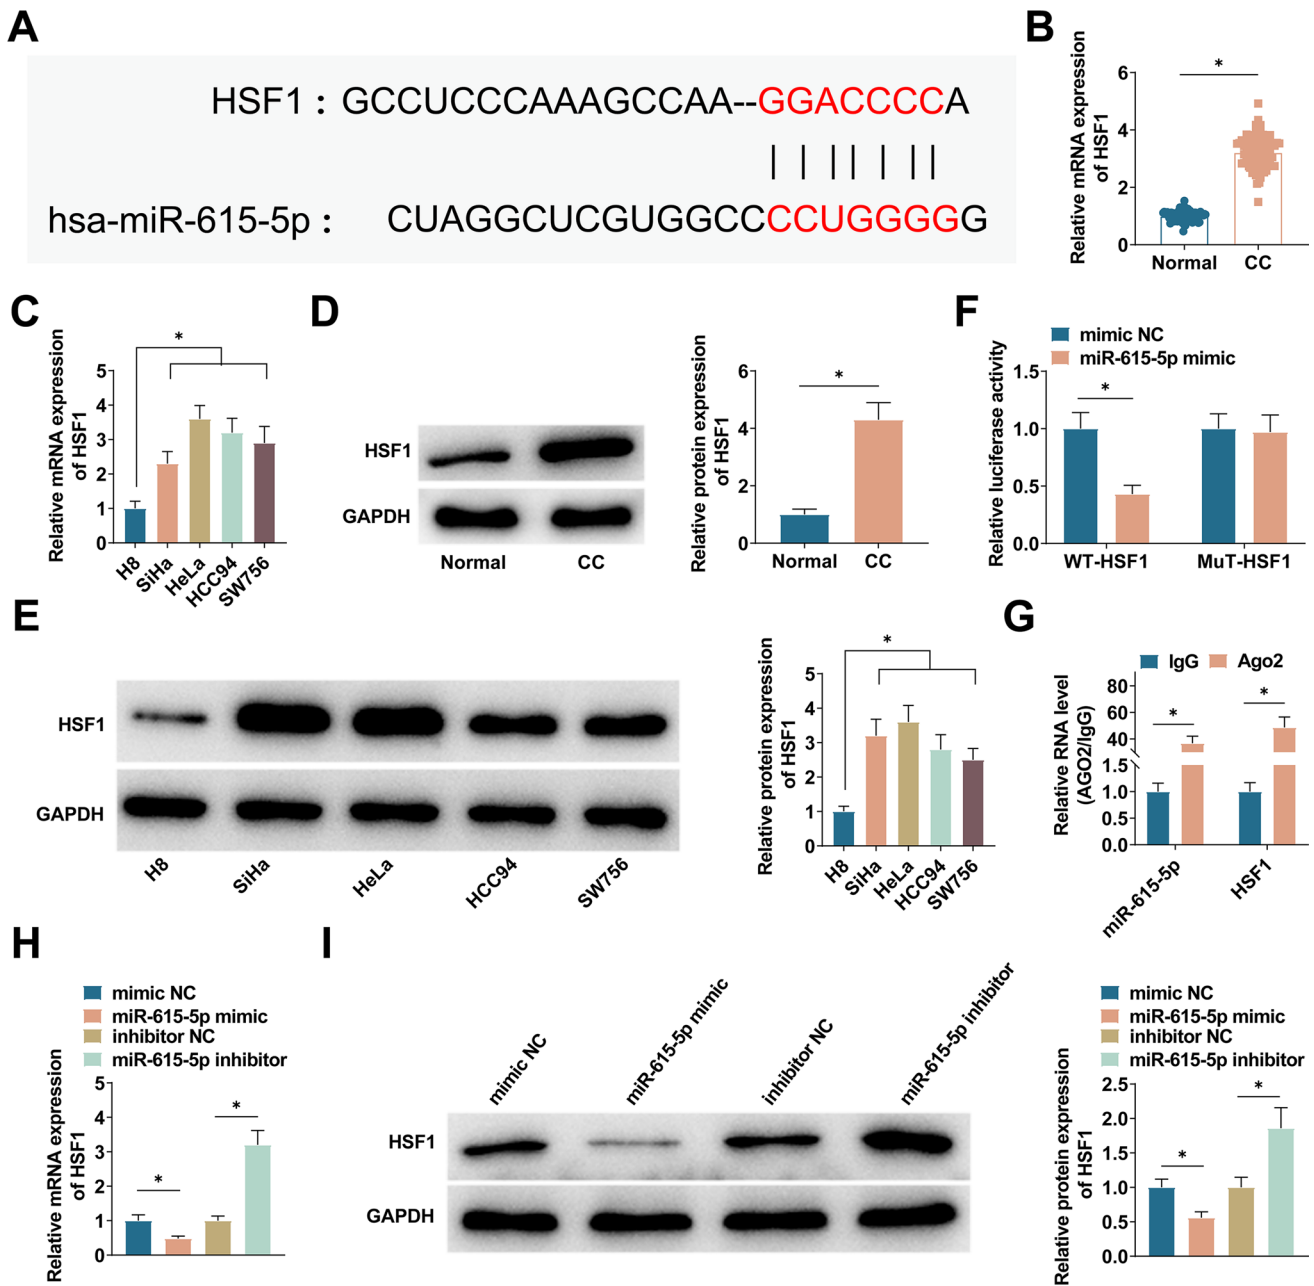 A
HSF1 : GCCUCCCAAAGCCAA--GGACCCCA
hsa-miR-615-5p : CUAGGCUCGUGGCCCCUGGGGG
B
Relative mRNA expression
of HSF1
6
4
2
0
Normal CC
*
C
Relative mRNA expression
of HSF1
5
4
3
2
1
0
*
H8
SiHa
HeLa
HCC94
SW756
D
HSF1
GAPDH
Normal CC
Relative protein expression
of HSF1
6
4
2
0
*
Normal CC
F
mimic NC
miR-615-5p mimic
Relative luciferase activity
1.5
1.0
0.5
0.0
*
WT-HSF1 MuT-HSF1
E
HSF1
GAPDH
H8
SiHa
HeLa
HCC94
SW756
Relative protein expression
of HSF1
5
4
3
2
1
0
*
H8
SiHa
HeLa
HCC94
SW756
G
IgG Ago2
Relative RNA level
(AGO2/IgG)
80
60
40
1.5
1.0
0.5
0.0
*
*
miR-615-5p
HSF1
H
mimic NC
miR-615-5p mimic
inhibitor NC
miR-615-5p inhibitor
Relative mRNA expression
of HSF1
5
4
3
2
1
0
*
*
I
mimic NC
miR-615-5p mimic
inhibitor NC
miR-615-5p inhibitor
HSF1
GAPDH
mimic NC
miR-615-5p mimic
inhibitor NC
miR-615-5p inhibitor
Relative protein expression
of HSF1
2.5
2.0
1.5
1.0
0.5
0.0
*
*